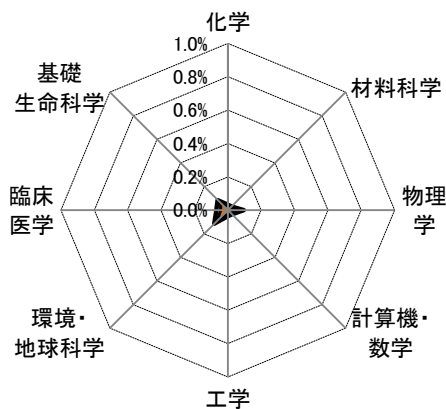 化学
1.0%
0.8%
0.6%
0.4%
0.2%
0.0%
材料科学
物理
学
計算機・
数学
工学
環境・
地球科学
臨床
医学
基礎
生命科学